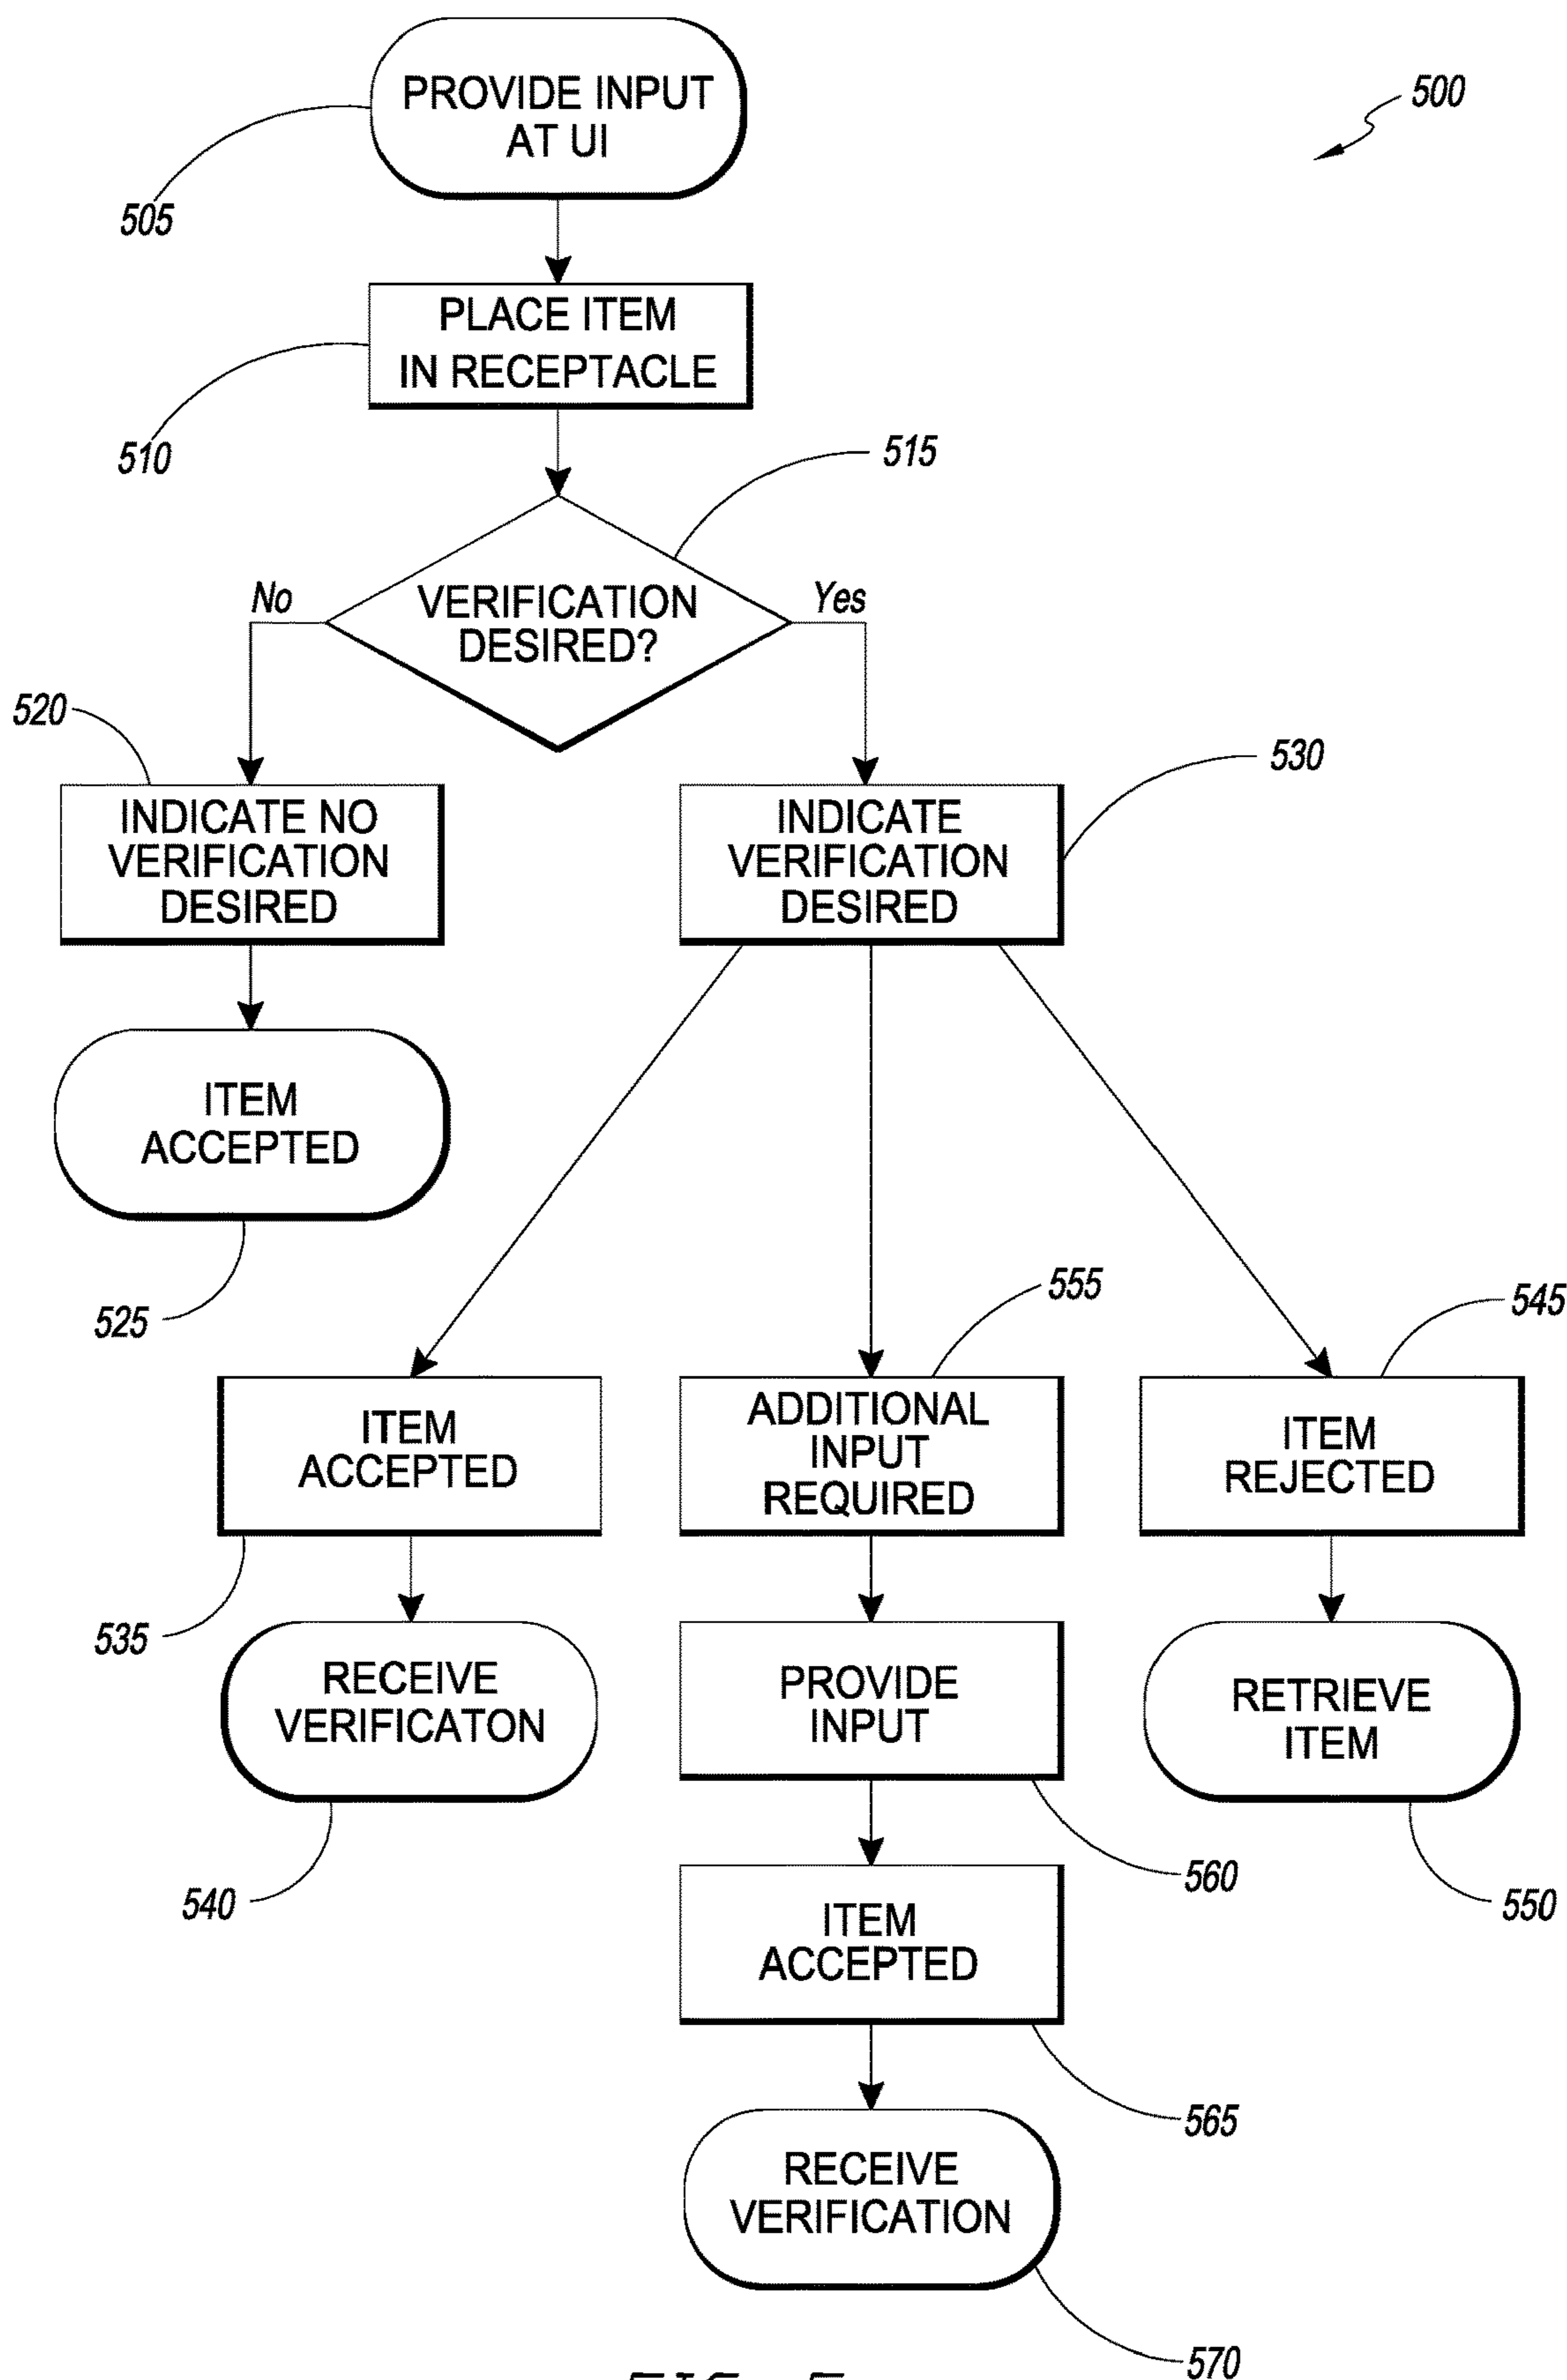 PROVIDE INPUT
AT UI
500
505
PLACE ITEM
IN RECEPTACLE
510
515
No
VERIFICATION
DESIRED?
Yes
520
530
INDICATE NO
VERIFICATION
DESIRED
INDICATE
VERIFICATION
DESIRED
ITEM
ACCEPTED
525
555
545
ITEM
ACCEPTED
ADDITIONAL
INPUT
REQUIRED
ITEM
REJECTED
535
RECEIVE
VERIFICATON
PROVIDE
INPUT
RETRIEVE
ITEM
540
560
550
ITEM
ACCEPTED
565
RECEIVE
VERIFICATION
570